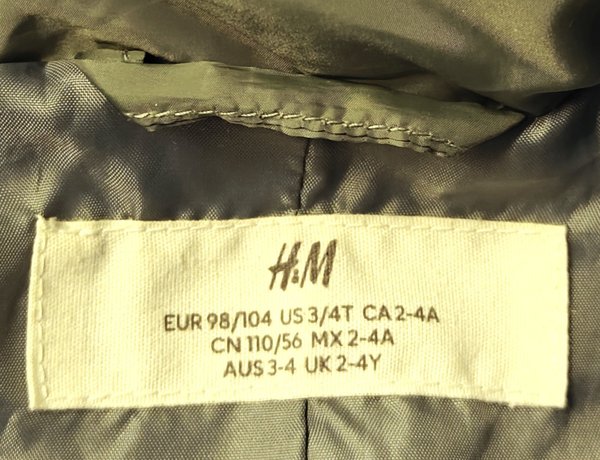 H&M
EUR 98/104 US 3/4T CA 2-4A
CN 110/56 MX 2-4A
AUS 3-4 UK 2-4Y